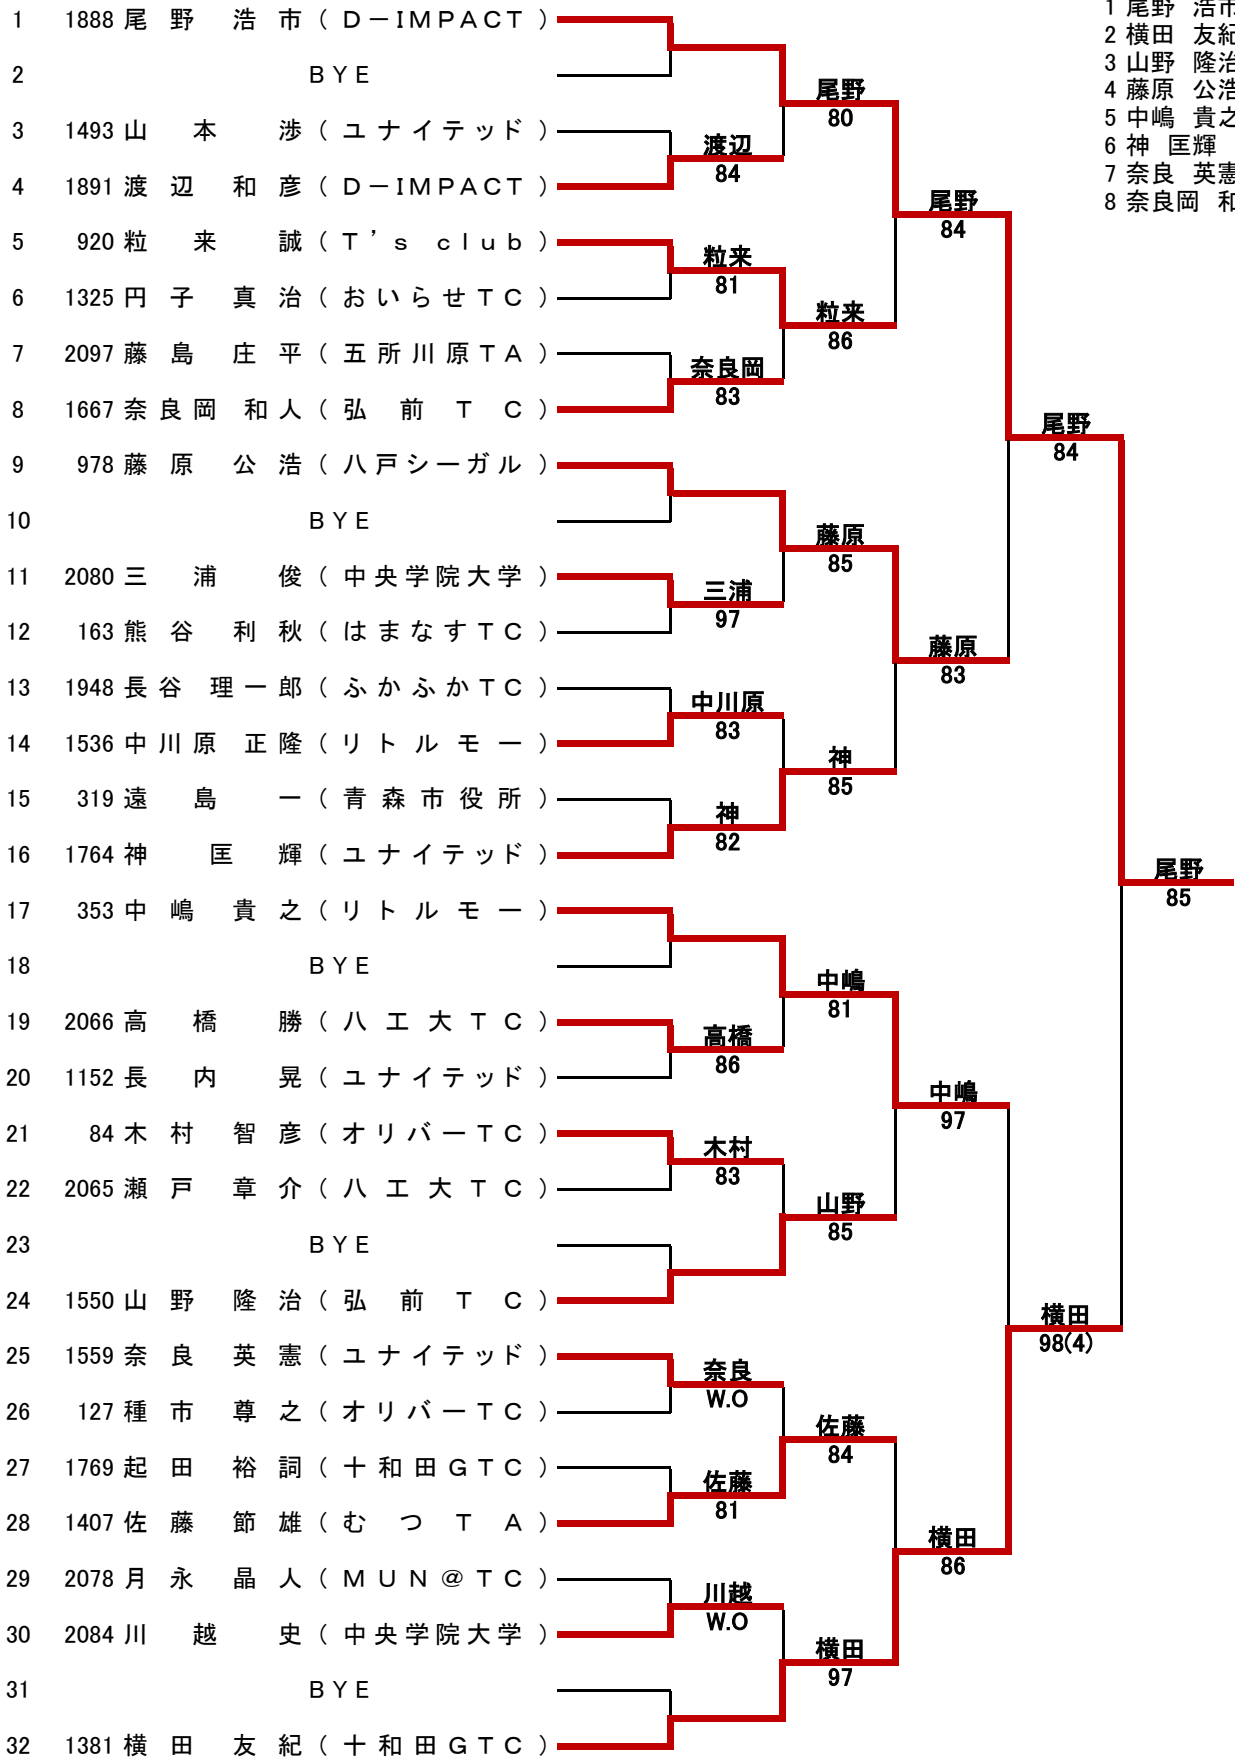 1 1888 尾野 浩市 (D-IMPACT)
2 BYE
3 1493 山本 渉 (ユナイテッド)
4 1891 渡辺 和彦 (D-IMPACT)
5 920 粒来 誠 (T's club)
6 1325 円子 真治 (おいらせTC)
7 2097 藤島 庄平 (五所川原TA)
8 1667 奈良岡 和人 (弘前TC)
9 978 藤原 公浩 (八戸シーガル)
10 BYE
11 2080 三浦 俊 (中央学院大学)
12 163 熊谷 利秋 (はまなすTC)
13 1948 長谷 理一郎 (ふかふかTC)
14 1536 中川原 正隆 (リトルモー)
15 319 遠島 一 (青森市役所)
16 1764 神 匡輝 (ユナイテッド)
17 353 中嶋 貴之 (リトルモー)
18 BYE
19 2066 高橋 勝 (八工大TC)
20 1152 長内 晃 (ユナイテッド)
21 84 木村 智彦 (オリバーTC)
22 2065 瀬戸 章介 (八工大TC)
23 BYE
24 1550 山野 隆治 (弘前TC)
25 1559 奈良 英憲 (ユナイテッド)
26 127 種市 尊之 (オリバーTC)
27 1769 起田 裕詞 (十和田GTC)
28 1407 佐藤 節雄 (むつTA)
29 2078 月永 晶人 (MUN@TC)
30 2084 川越 史 (中央学院大学)
31 BYE
32 1381 横田 友紀 (十和田GTC)
渡辺
84
粒来
81
奈良岡
83
三浦
97
中川原
83
神
82
高橋
86
木村
83
奈良
W.O
佐藤
81
川越
W.O
尾野
80
粒来
86
藤原
85
神
85
中嶋
81
山野
85
佐藤
84
横田
97
尾野
84
藤原
83
中嶋
97
横田
86
尾野
84
横田
98(4)
尾野
85
1 尾野 浩市
2 横田 友紀
3 山野 隆治
4 藤原 公浩
5 中嶋 貴之
6 神 匡輝
7 奈良 英憲
8 奈良岡 和